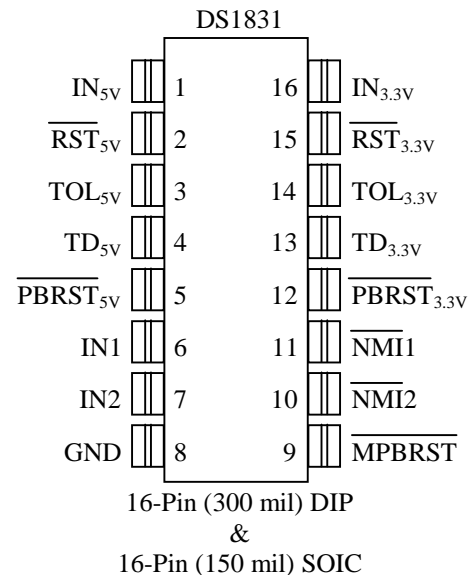 DS1831
IN5V 1 16 IN3.3V
RST5V 2 15 RST3.3V
TOL5V 3 14 TOL3.3V
TD5V 4 13 TD3.3V
PBRST5V 5 12 PBRST3.3V
IN1 6 11 NMI1
IN2 7 10 NMI2
GND 8 9 MPBRST
16-Pin (300 mil) DIP
&
16-Pin (150 mil) SOIC